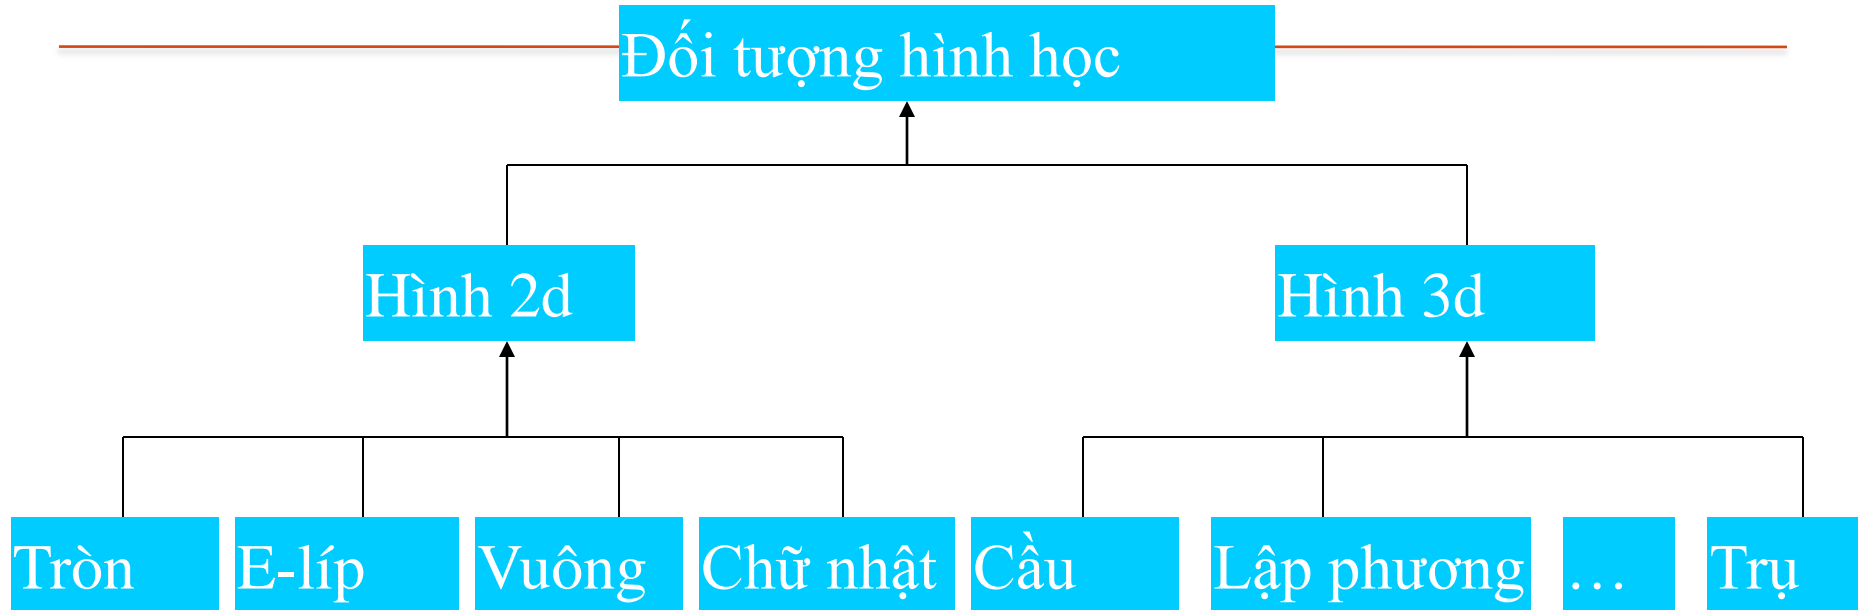 Đối tượng hình học
Hình 2d
Hình 3d
Tròn
E-líp
Vuông
Chữ nhật
Cầu
Lập phương
…
Trụ